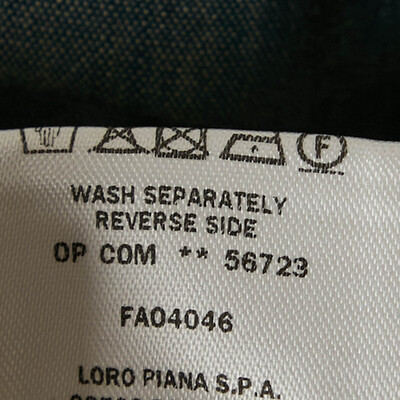 F
WASH SEPARATELY
REVERSE SIDE
OP COM ** 56723
FA04046
LORO PIANA S.P.A.